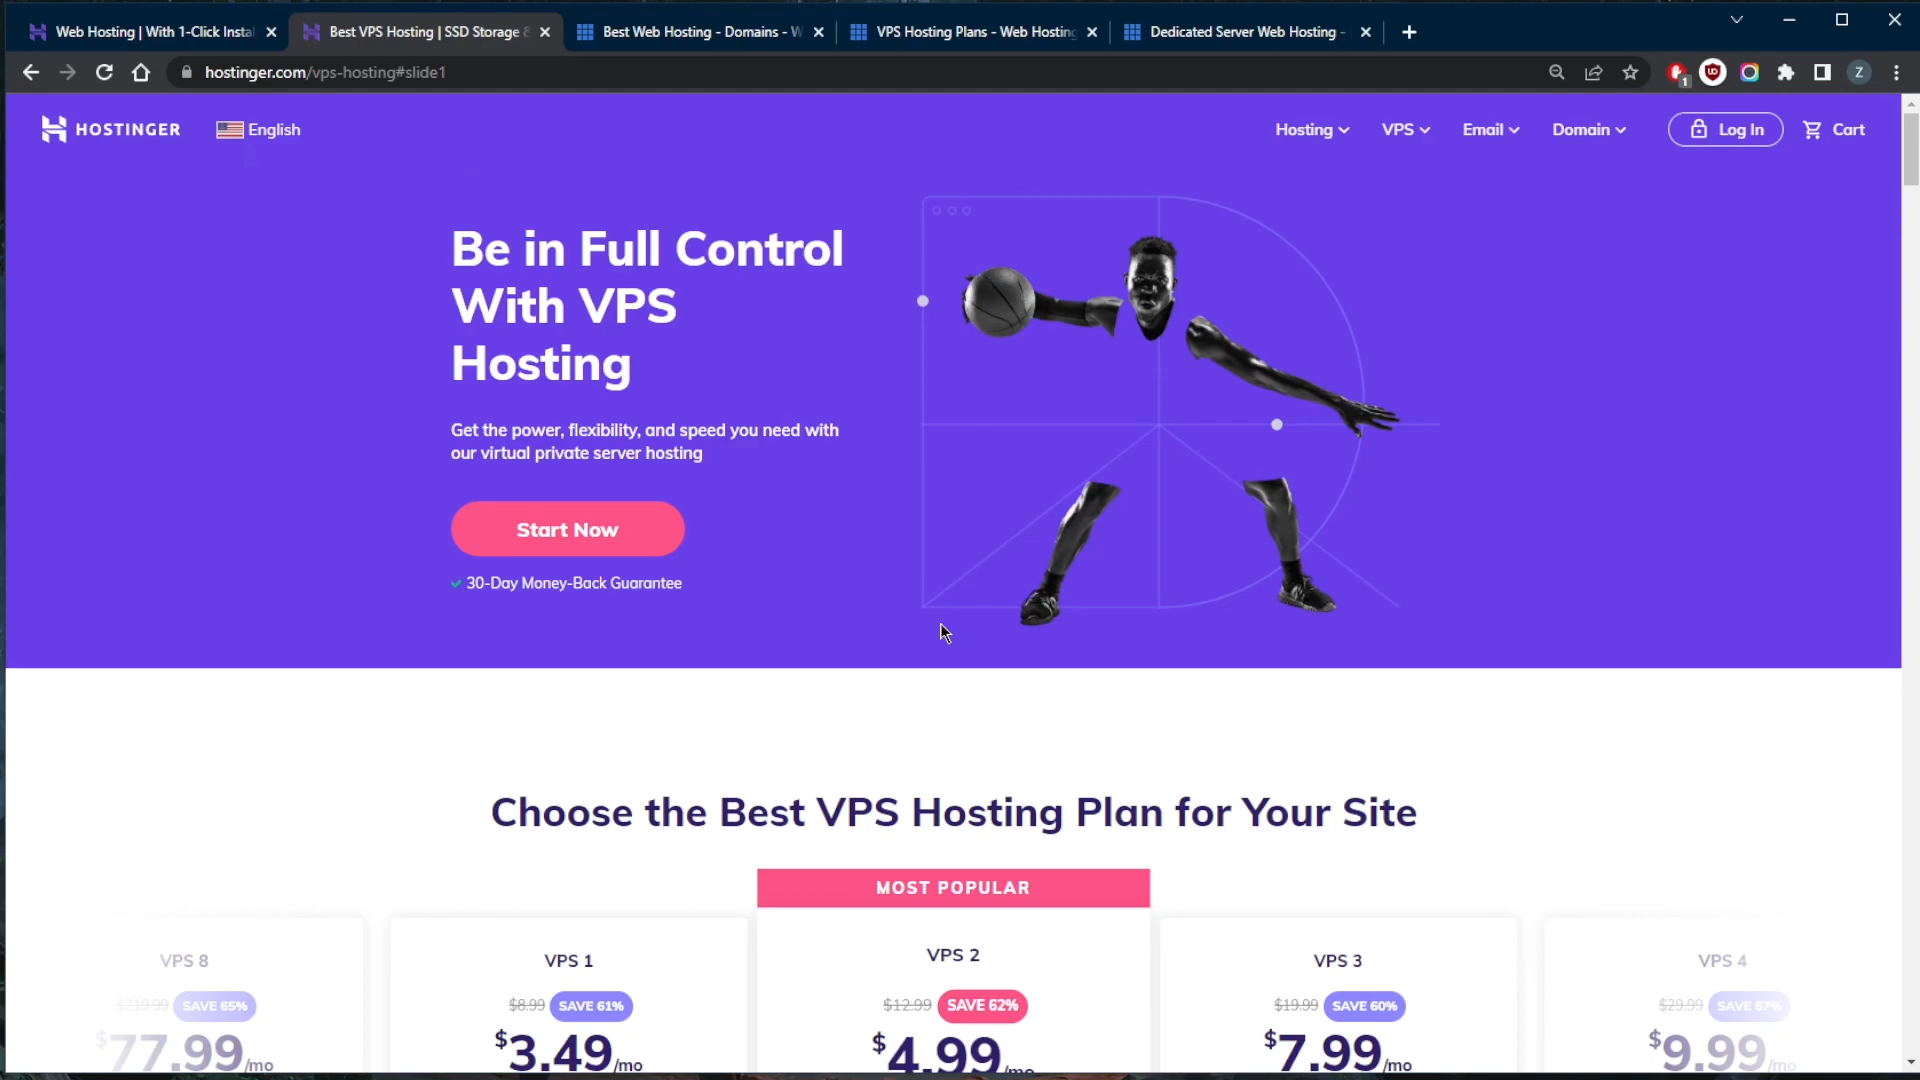 Web Hosting | With 1-Click Instal
Best VPS Hosting | SSD Storage &
Best Web Hosting - Domains - W
VPS Hosting Plans - Web Hosting
Dedicated Server Web Hosting -
hostinger.com/vps-hosting#slide1
1
Z
HOSTINGER
English
Hosting
VPS
Email
Domain
Log In
Cart
Be in Full Control
With VPS
Hosting
Get the power, flexibility, and speed you need with
our virtual private server hosting
Start Now
30-Day Money-Back Guarantee
Choose the Best VPS Hosting Plan for Your Site
MOST POPULAR
VPS 8
$219.99 SAVE 65%
$77.99/mo
VPS 1
$8.99 SAVE 61%
$3.49/mo
VPS 2
$12.99 SAVE 62%
$4.99/mo
VPS 3
$19.99 SAVE 60%
$7.99/mo
VPS 4
$29.99 SAVE 67%
$9.99/mo